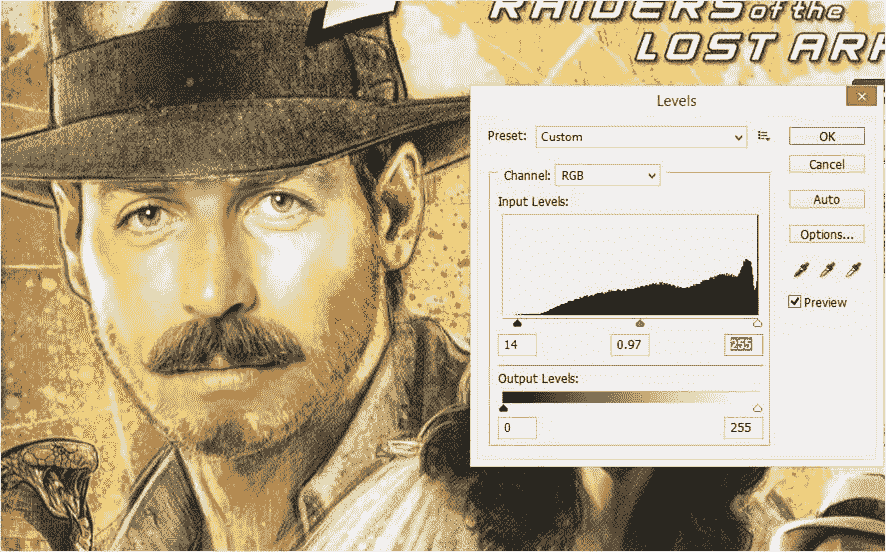 RAIDERS of the
LOST ARK
Levels
Preset: Custom
OK
Cancel
Channel: RGB
Auto
Input Levels:
Options...
Preview
14 0.97 255
Output Levels:
0 255